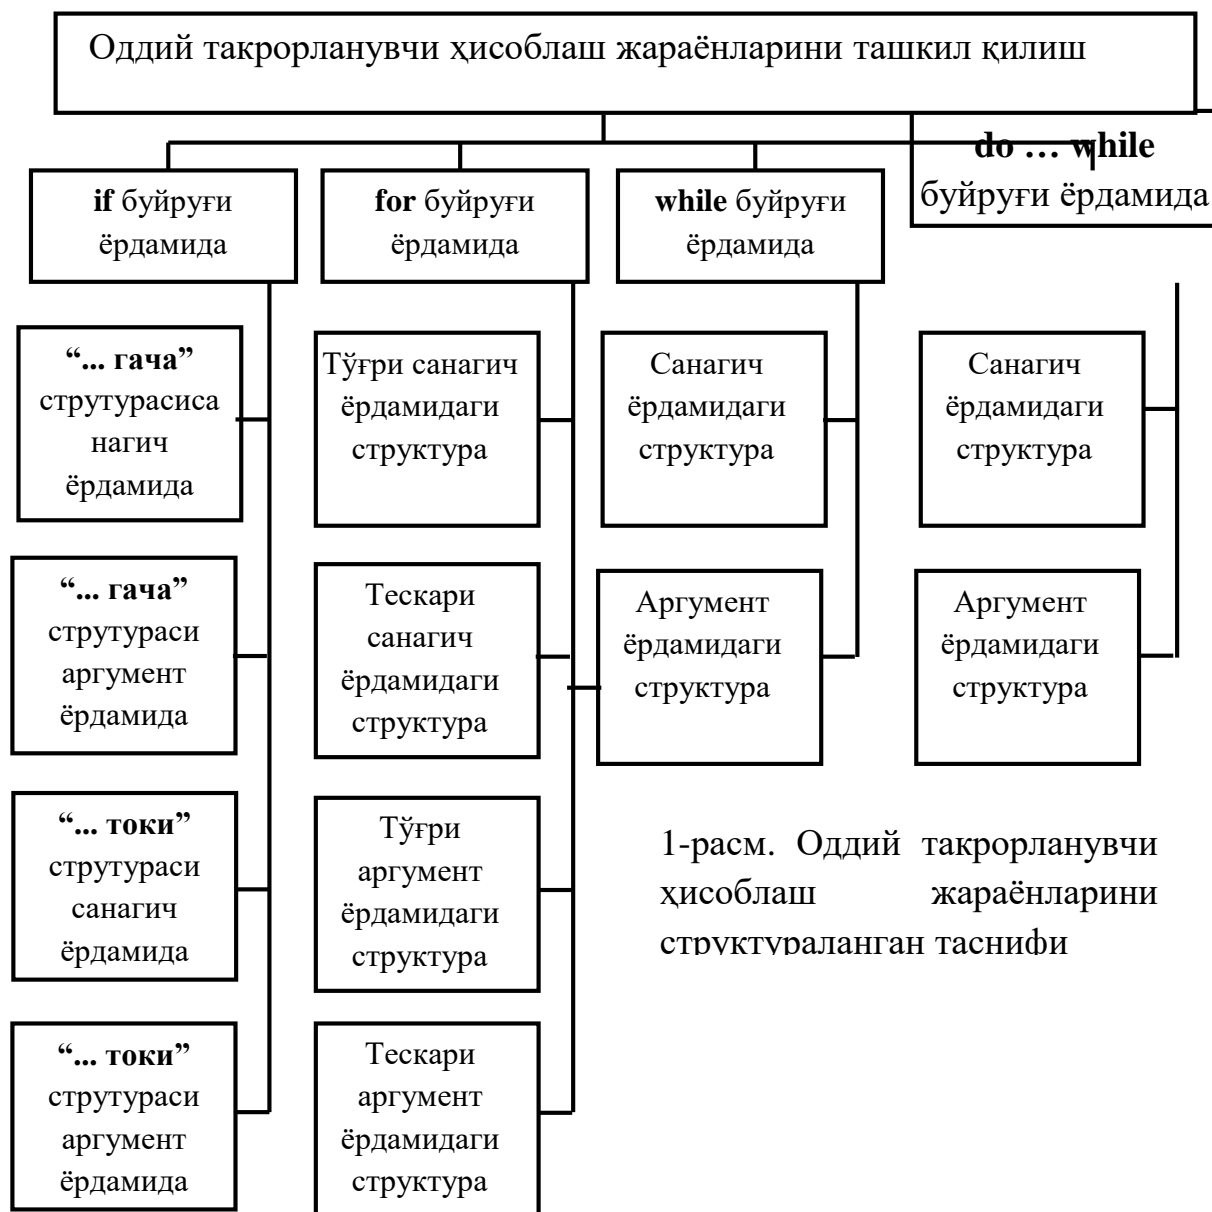 Оддий такрорланувчи ҳисоблаш жараёнларини ташкил қилиш
if буйруғи
ёрдамида
for буйруғи
ёрдамида
while буйруғи
ёрдамида
do … while
буйруғи ёрдамида
“... гача”
струтурасиса
нагич
ёрдамида
“... гача”
струтураси
аргумент
ёрдамида
“... токи”
струтураси
санагич
ёрдамида
“... токи”
струтураси
аргумент
ёрдамида
Тўғри санагич
ёрдамидаги
структура
Тескари
санагич
ёрдамидаги
структура
Тўғри
аргумент
ёрдамидаги
структура
Тескари
аргумент
ёрдамидаги
структура
Санагич
ёрдамидаги
структура
Аргумент
ёрдамидаги
структура
Санагич
ёрдамидаги
структура
Аргумент
ёрдамидаги
структура
1-расм. Оддий такрорланувчи
ҳисоблаш жараёнларини
структураланган таснифи